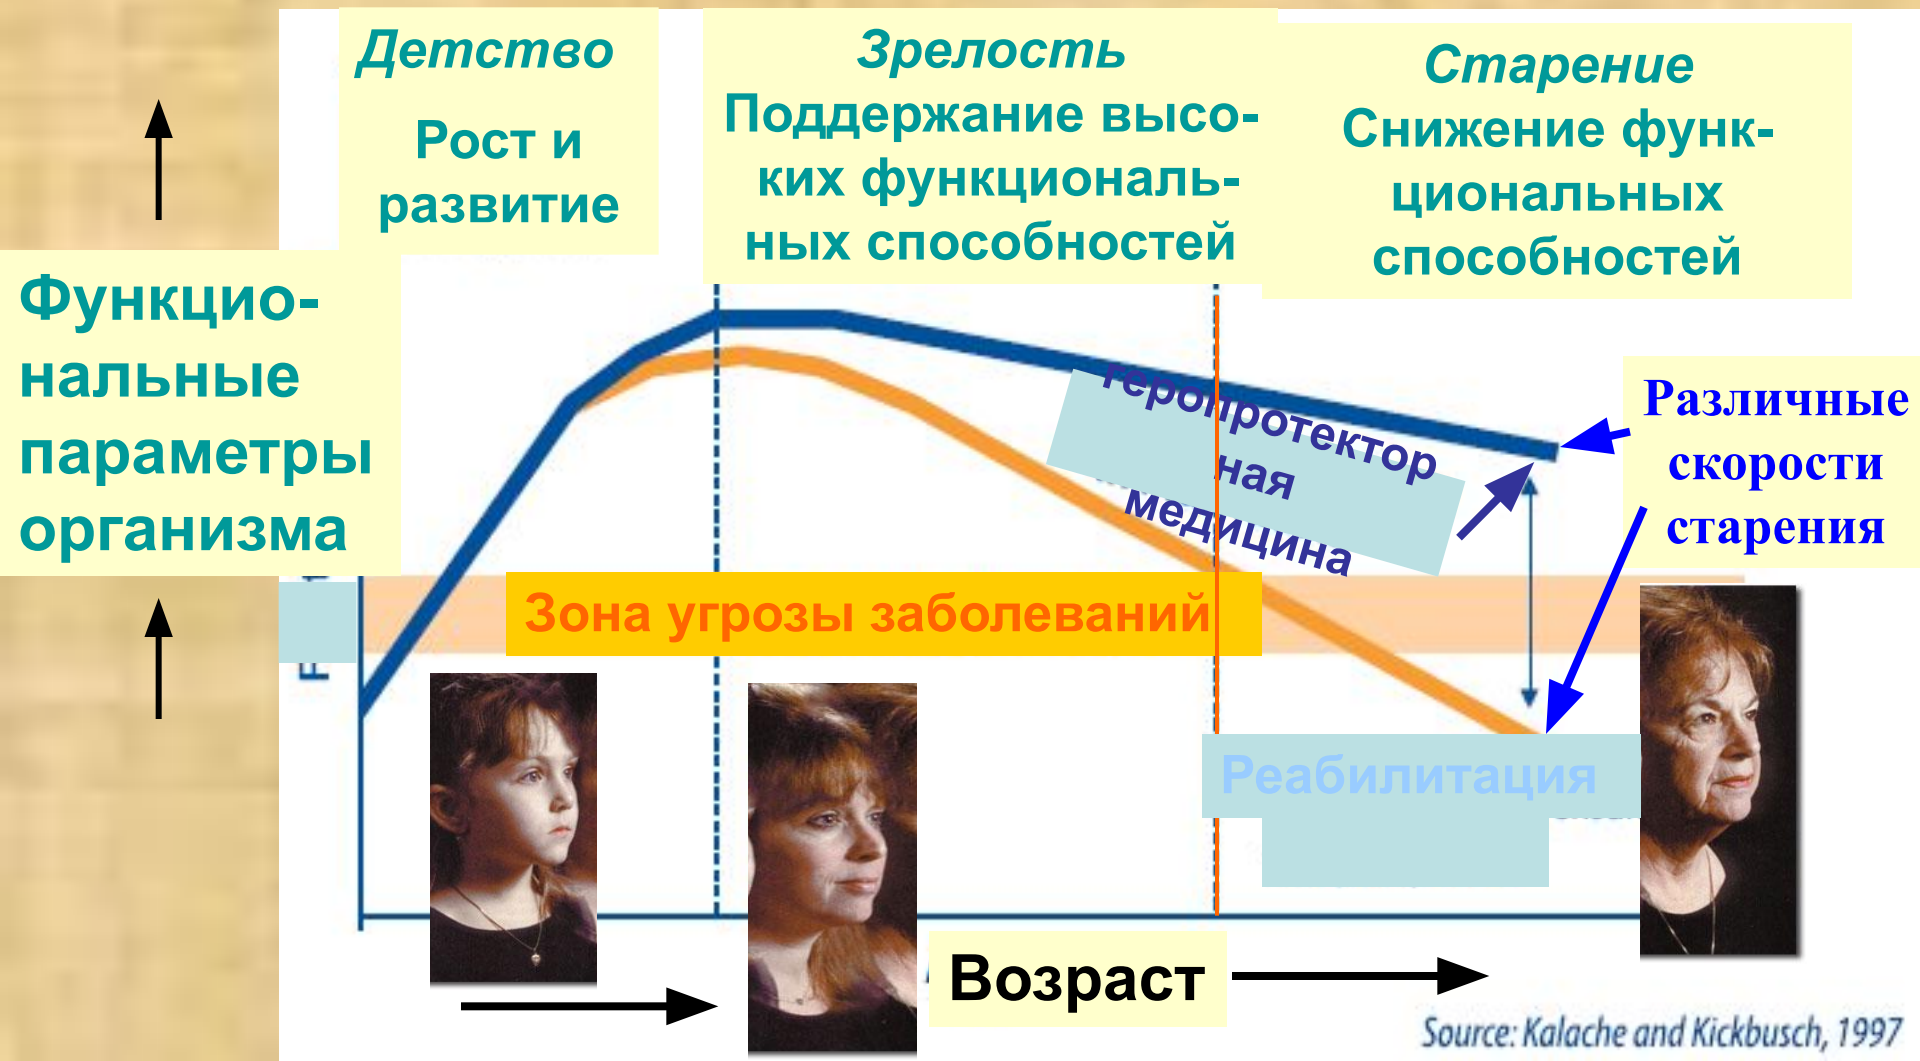 Детство
Рост и
развитие
Зрелость
Поддержание высо-
ких функциональ-
ных способностей
Старение
Снижение функ-
циональных
способностей
Функцио-
нальные
параметры
организма
геропротектор
ная
медицина
Различные
скорости
старения
Зона угрозы заболеваний
Реабилитация
Возраст
Source: Kalache and Kickbusch, 1997